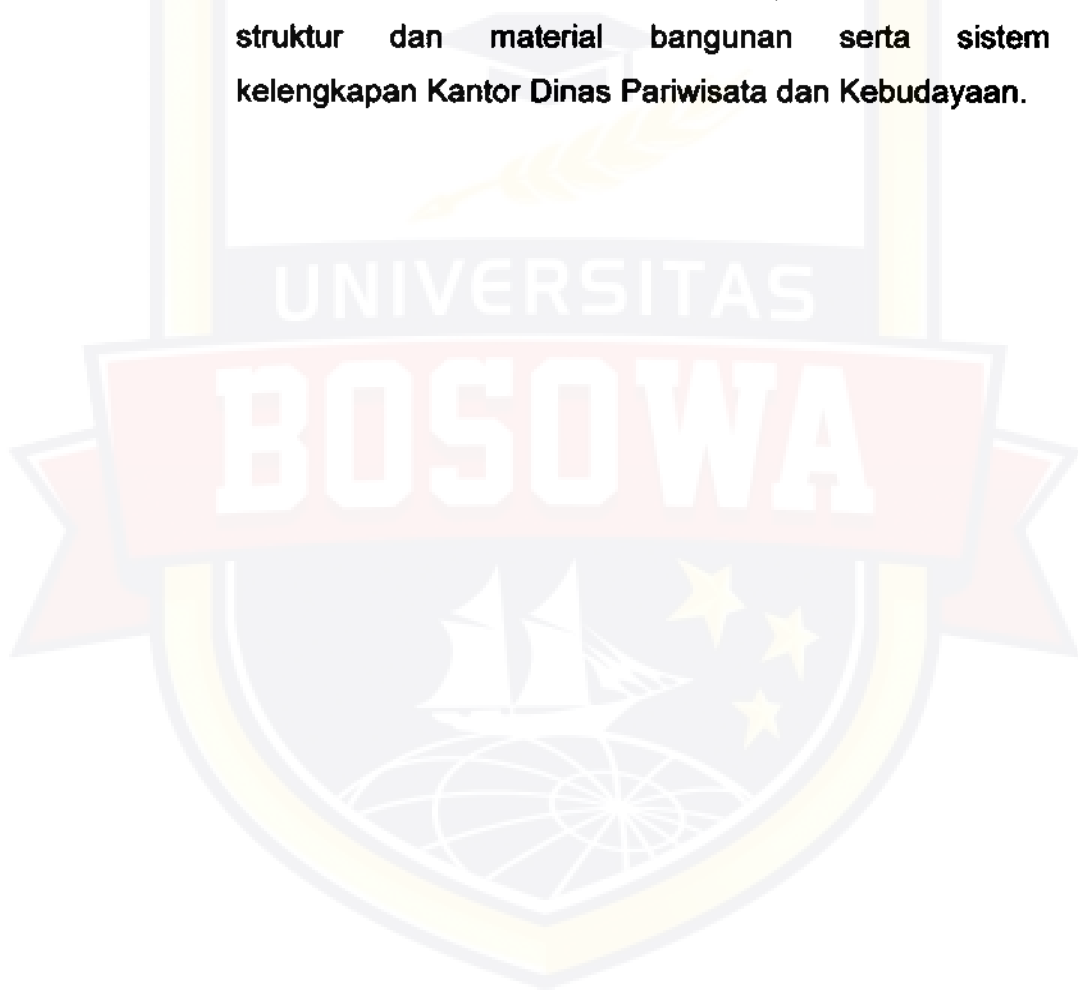 struktur dan material bangunan serta sistem
kelengkapan Kantor Dinas Pariwisata dan Kebudayaan.
UNIVERSITAS
BOSOWA